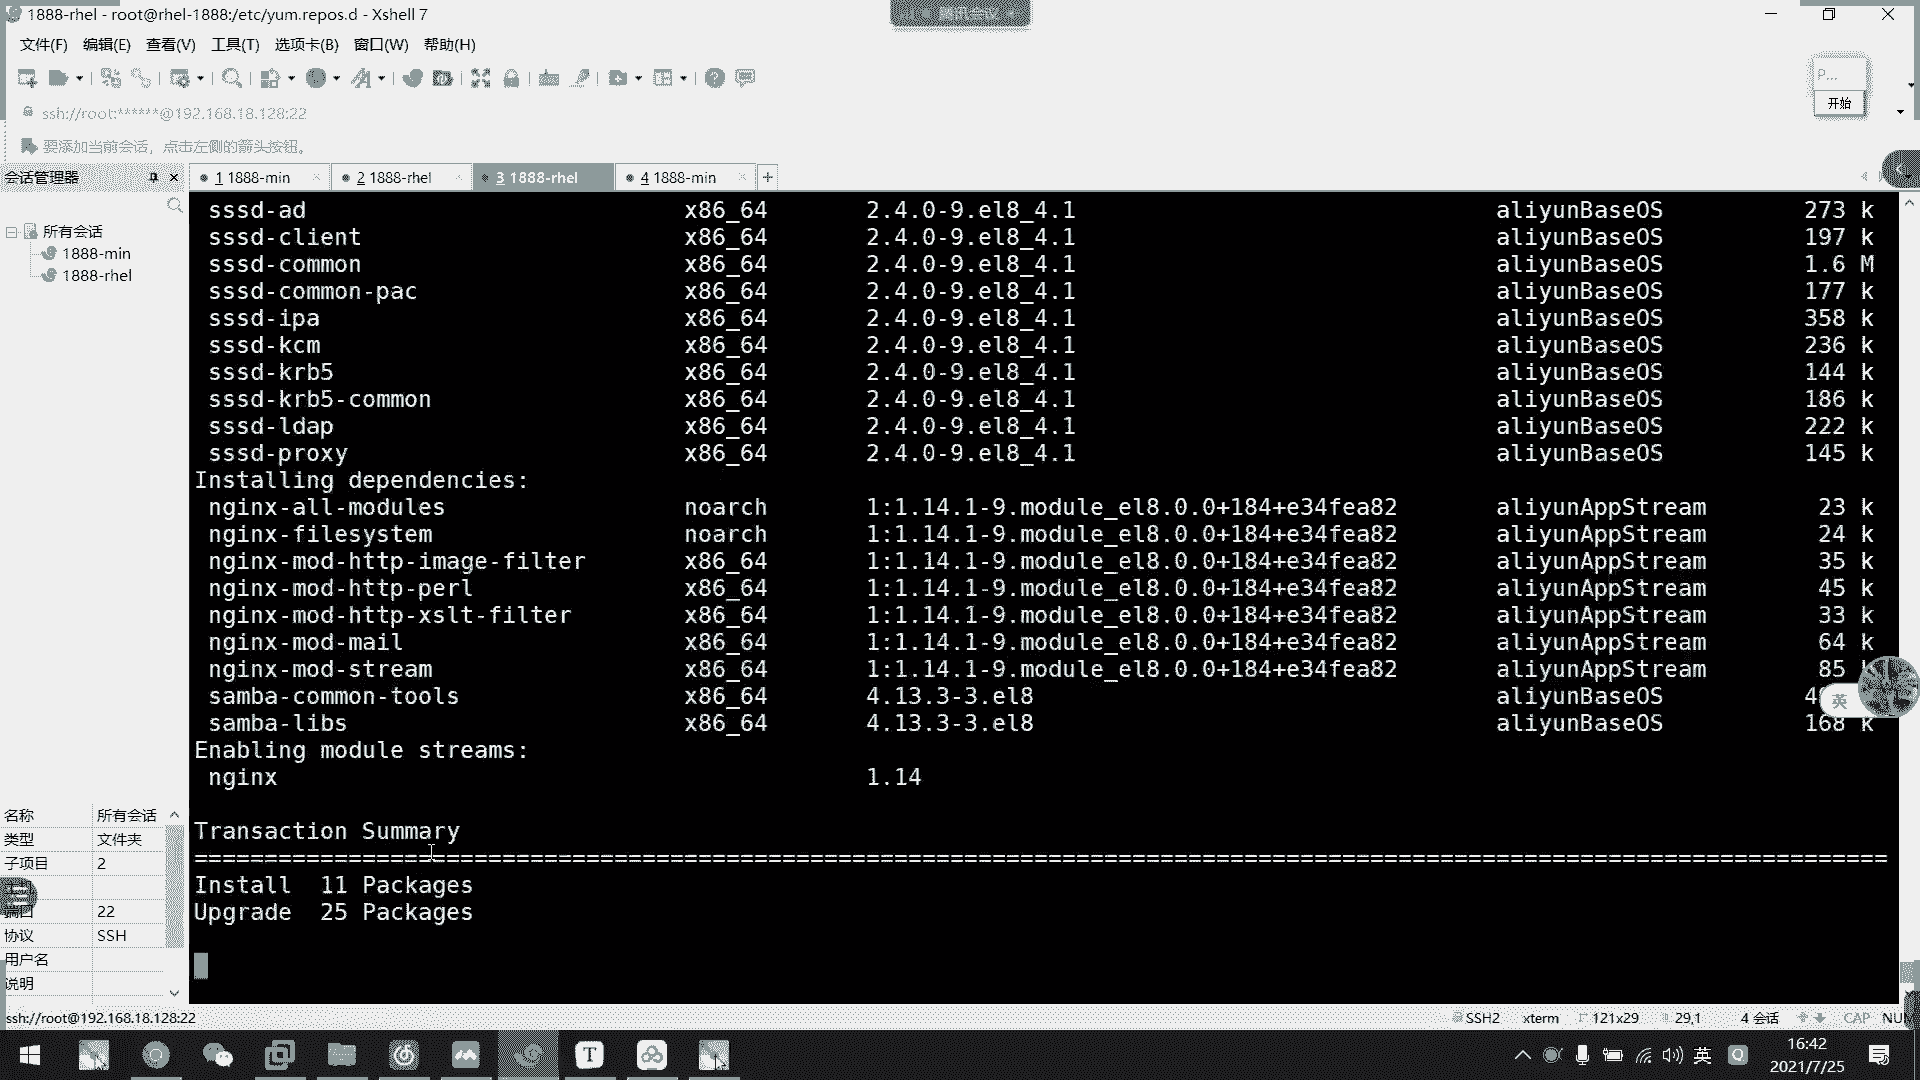 1888-rhel - root@rhel-1888:/etc/yum.repos.d - Xshell 7
腾讯会议
文件(F) 编辑(E) 查看(V) 工具(T) 选项卡(B) 窗口(W) 帮助(H)
P...
开始
ssh://root:******@192.168.18.128:22
要添加当前会话，点击左侧的箭头按钮。
会话管理器
1 1888-min 2 1888-rhel 3 1888-rhel 4 1888-min
所有会话
1888-min
1888-rhel
sssd-ad x86_64 2.4.0-9.el8_4.1 aliyunBaseOS 273 k
sssd-client x86_64 2.4.0-9.el8_4.1 aliyunBaseOS 197 k
sssd-common x86_64 2.4.0-9.el8_4.1 aliyunBaseOS 1.6 M
sssd-common-pac x86_64 2.4.0-9.el8_4.1 aliyunBaseOS 177 k
sssd-ipa x86_64 2.4.0-9.el8_4.1 aliyunBaseOS 358 k
sssd-kcm x86_64 2.4.0-9.el8_4.1 aliyunBaseOS 236 k
sssd-krb5 x86_64 2.4.0-9.el8_4.1 aliyunBaseOS 144 k
sssd-krb5-common x86_64 2.4.0-9.el8_4.1 aliyunBaseOS 186 k
sssd-ldap x86_64 2.4.0-9.el8_4.1 aliyunBaseOS 222 k
sssd-proxy x86_64 2.4.0-9.el8_4.1 aliyunBaseOS 145 k
Installing dependencies:
nginx-all-modules noarch 1:1.14.1-9.module_el8.0.0+184+e34fea82 aliyunAppStream 23 k
nginx-filesystem noarch 1:1.14.1-9.module_el8.0.0+184+e34fea82 aliyunAppStream 24 k
nginx-mod-http-image-filter x86_64 1:1.14.1-9.module_el8.0.0+184+e34fea82 aliyunAppStream 35 k
nginx-mod-http-perl x86_64 1:1.14.1-9.module_el8.0.0+184+e34fea82 aliyunAppStream 45 k
nginx-mod-http-xslt-filter x86_64 1:1.14.1-9.module_el8.0.0+184+e34fea82 aliyunAppStream 33 k
nginx-mod-mail x86_64 1:1.14.1-9.module_el8.0.0+184+e34fea82 aliyunAppStream 64 k
nginx-mod-stream x86_64 1:1.14.1-9.module_el8.0.0+184+e34fea82 aliyunAppStream 85 k
samba-common-tools x86_64 4.13.3-3.el8 aliyunBaseOS
samba-libs x86_64 4.13.3-3.el8 aliyunBaseOS 168 k
英
Enabling module streams:
nginx 1.14
Transaction Summary
================================================================================
Install 11 Packages
Upgrade 25 Packages
名称 所有会话
类型 文件夹
子项目 2
端口 22
协议 SSH
用户名
说明
ssh://root@192.168.18.128:22 SSH2 xterm 121x29 29,1 4 会话 CAP NUM
英
16:42
2021/7/25